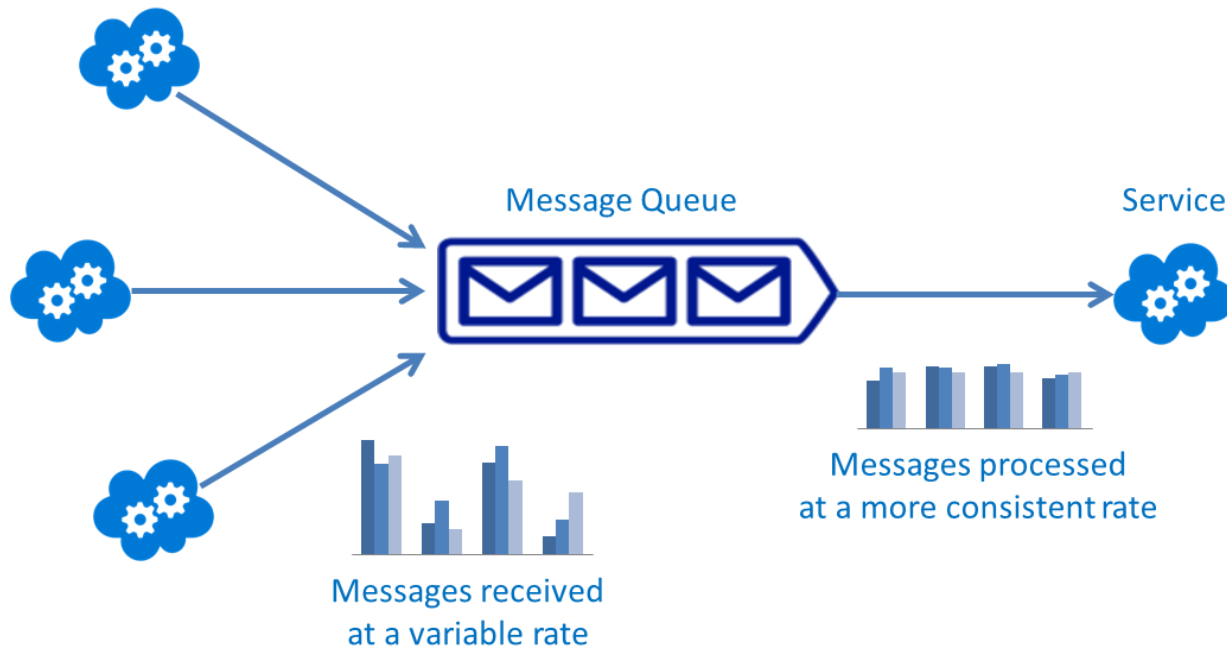 Message Queue
Service
Messages processed
at a more consistent rate
Messages received
at a variable rate